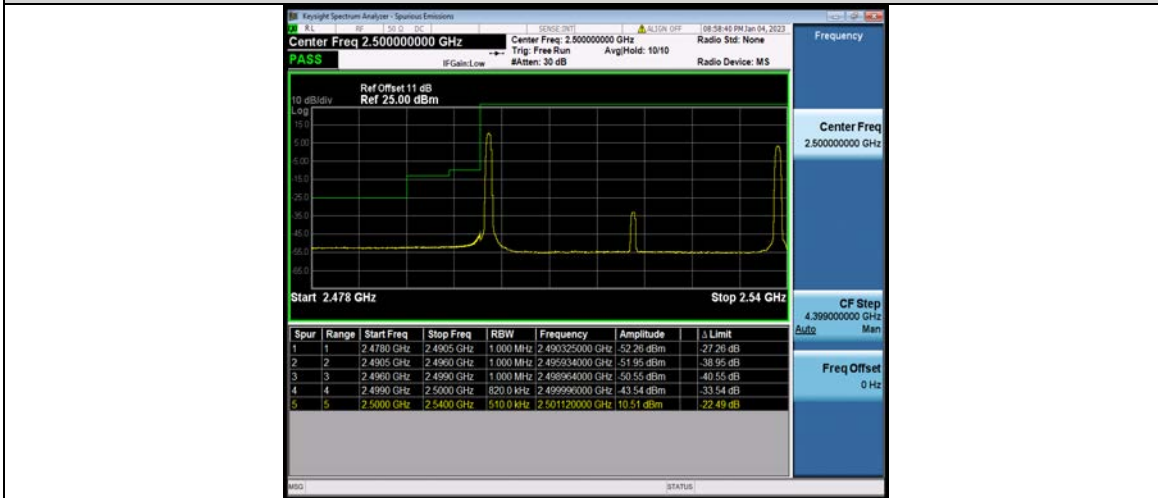 Keysight Spectrum Analyzer - Spurious Emissions
RL RF 50 Ω DC SENSE:INT ALIGN OFF 08:58:40 PM Jan 04, 2023
Center Freq 2.500000000 GHz
Center Freq: 2.500000000 GHz
Radio Std: None
PASS
Trig: Free Run Avg|Hold: 10/10
IFGain:Low #Atten: 30 dB Radio Device: MS
Ref Offset 11 dB
10 dB/div Ref 25.00 dBm
Log
15.0
5.00
-5.00
-15.0
-25.0
-35.0
-45.0
-55.0
-65.0
Start 2.478 GHz Stop 2.54 GHz
Spur Range Start Freq Stop Freq RBW Frequency Amplitude Δ Limit
1 1 2.4780 GHz 2.4905 GHz 1.000 MHz 2.490325000 GHz -52.26 dBm -27.26 dB
2 2 2.4905 GHz 2.4960 GHz 1.000 MHz 2.495934000 GHz -51.95 dBm -38.95 dB
3 3 2.4960 GHz 2.4990 GHz 1.000 MHz 2.498964000 GHz -50.55 dBm -40.55 dB
4 4 2.4990 GHz 2.5000 GHz 820.0 kHz 2.499996000 GHz -43.54 dBm -33.54 dB
5 5 2.5000 GHz 2.5400 GHz 510.0 kHz 2.501120000 GHz 10.51 dBm -22.49 dB
MSG STATUS
Frequency
Center Freq
2.500000000 GHz
CF Step
4.399000000 GHz
Auto Man
Freq Offset
0 Hz